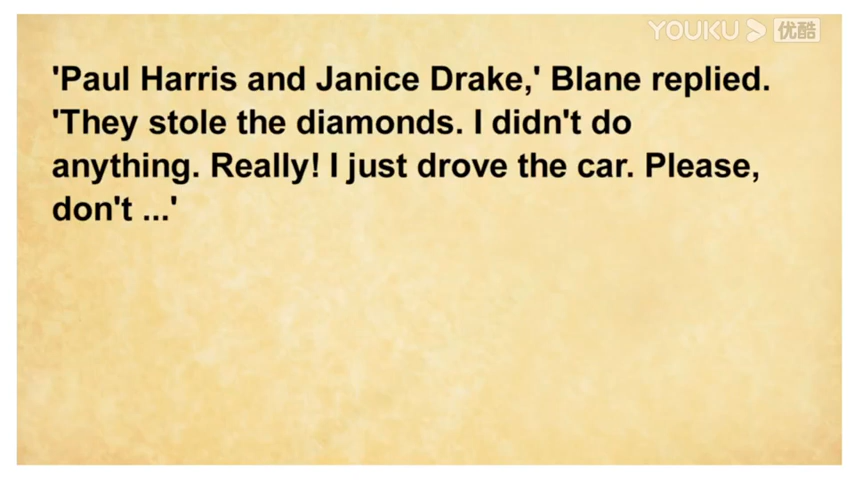 YOUKU 优酷
'Paul Harris and Janice Drake,' Blane replied.
'They stole the diamonds. I didn't do
anything. Really! I just drove the car. Please,
don't ...'